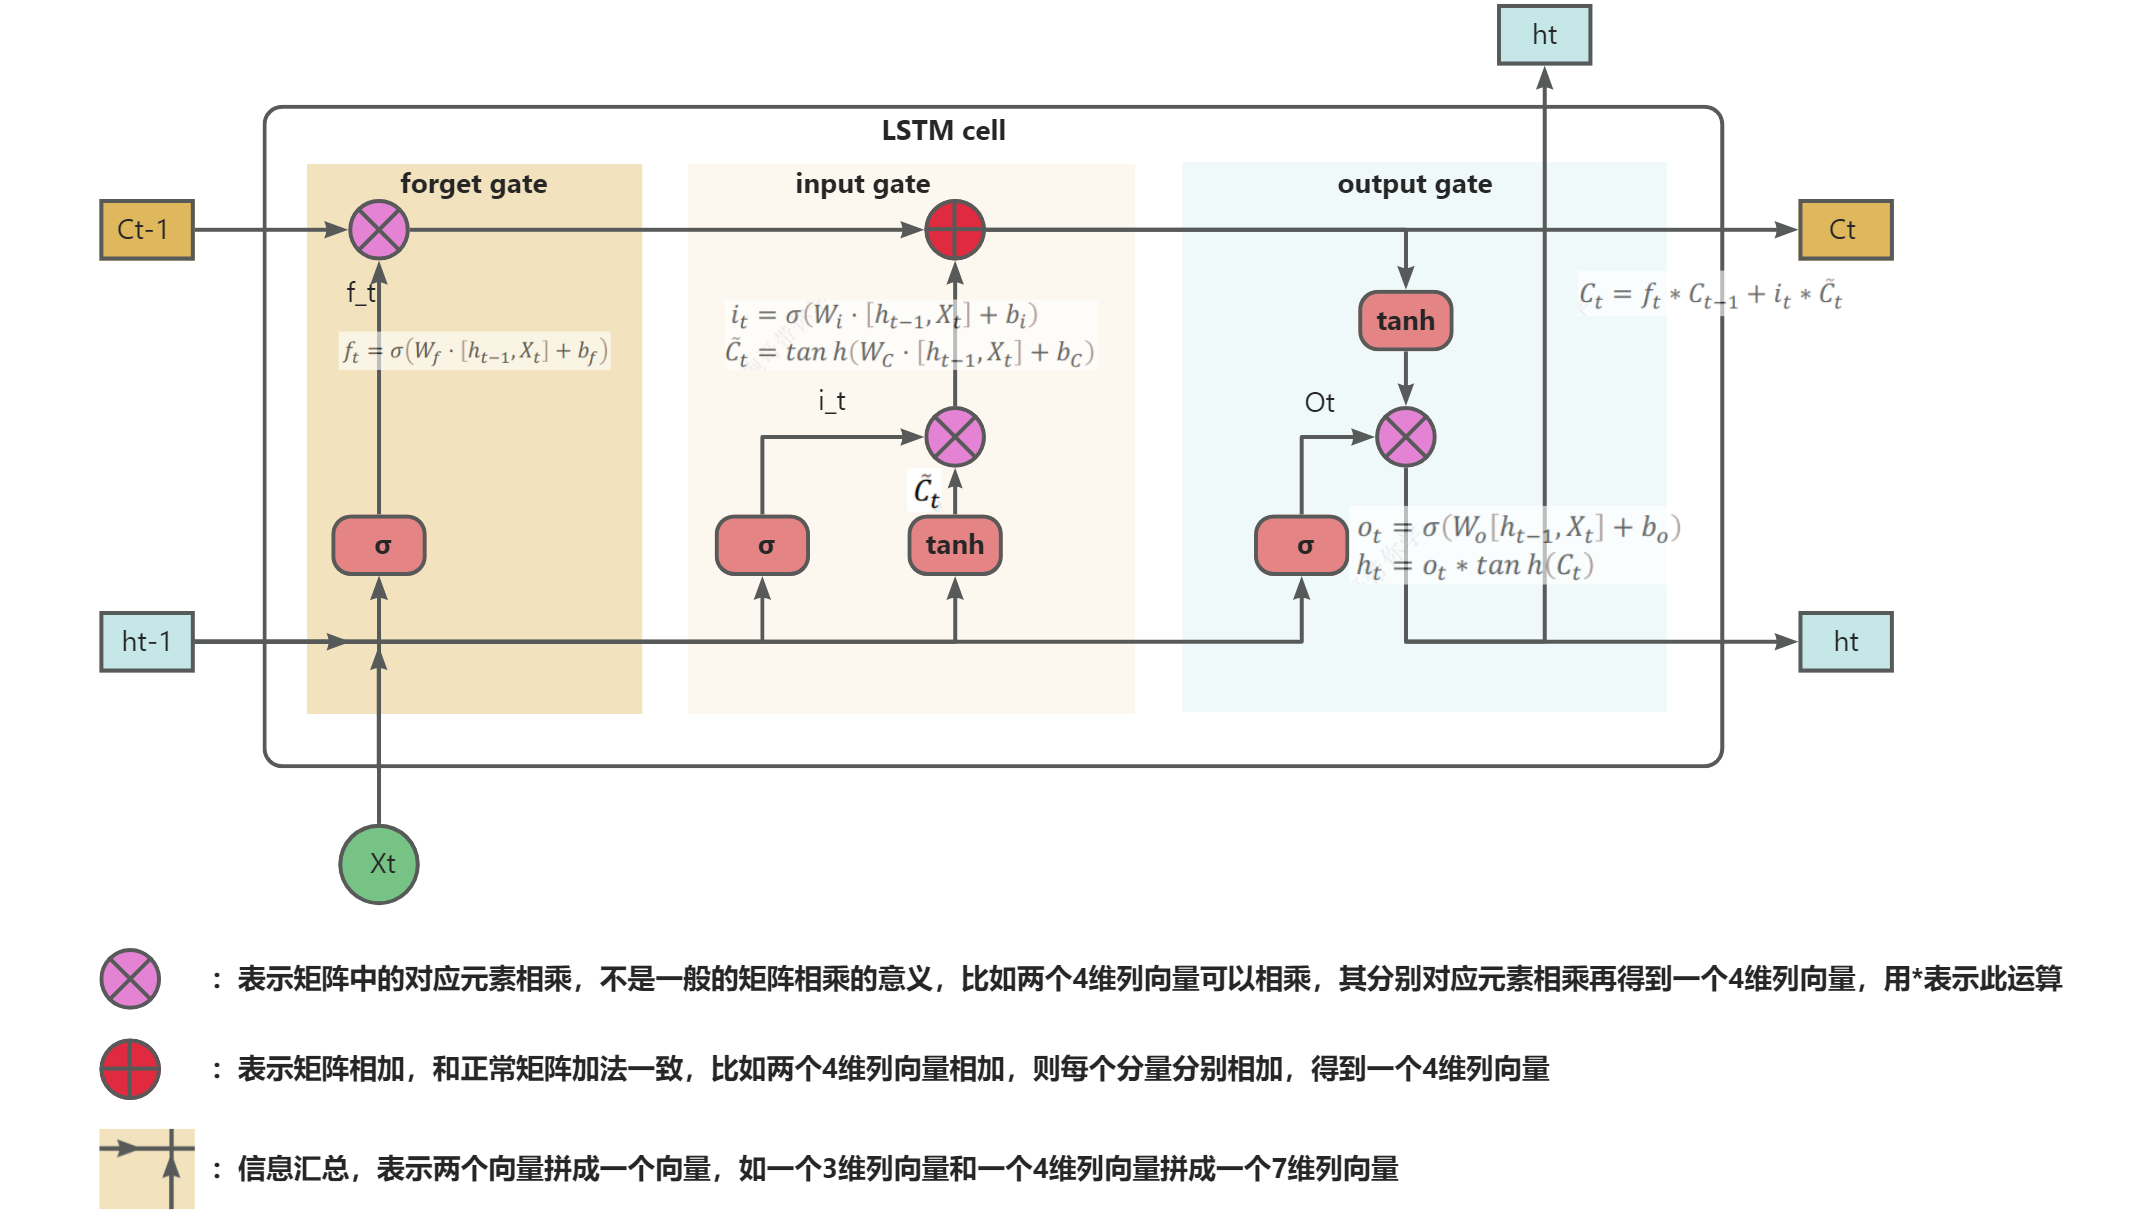 ht
LSTM cell
forget gate
input gate
output gate
Ct-1
Ct
f_t
i_t = σ(W_i · [h_{t-1}, X_t] + b_i)
C_t = f_t * C_{t-1} + i_t * C̃_t
tanh
f_t = σ(W_f · [h_{t-1}, X_t] + b_f)
C̃_t = tan h(W_C · [h_{t-1}, X_t] + b_C)
i_t
Ot
C̃_t
σ
σ
tanh
σ
o_t = σ(W_o[h_{t-1}, X_t] + b_o)
h_t = o_t * tan h(C_t)
ht-1
ht
Xt
：表示矩阵中的对应元素相乘，不是一般的矩阵相乘的意义，比如两个4维列向量可以相乘，其分别对应元素相乘再得到一个4维列向量，用*表示此运算
：表示矩阵相加，和正常矩阵加法一致，比如两个4维列向量相加，则每个分量分别相加，得到一个4维列向量
：信息汇总，表示两个向量拼成一个向量，如一个3维列向量和一个4维列向量拼成一个7维列向量